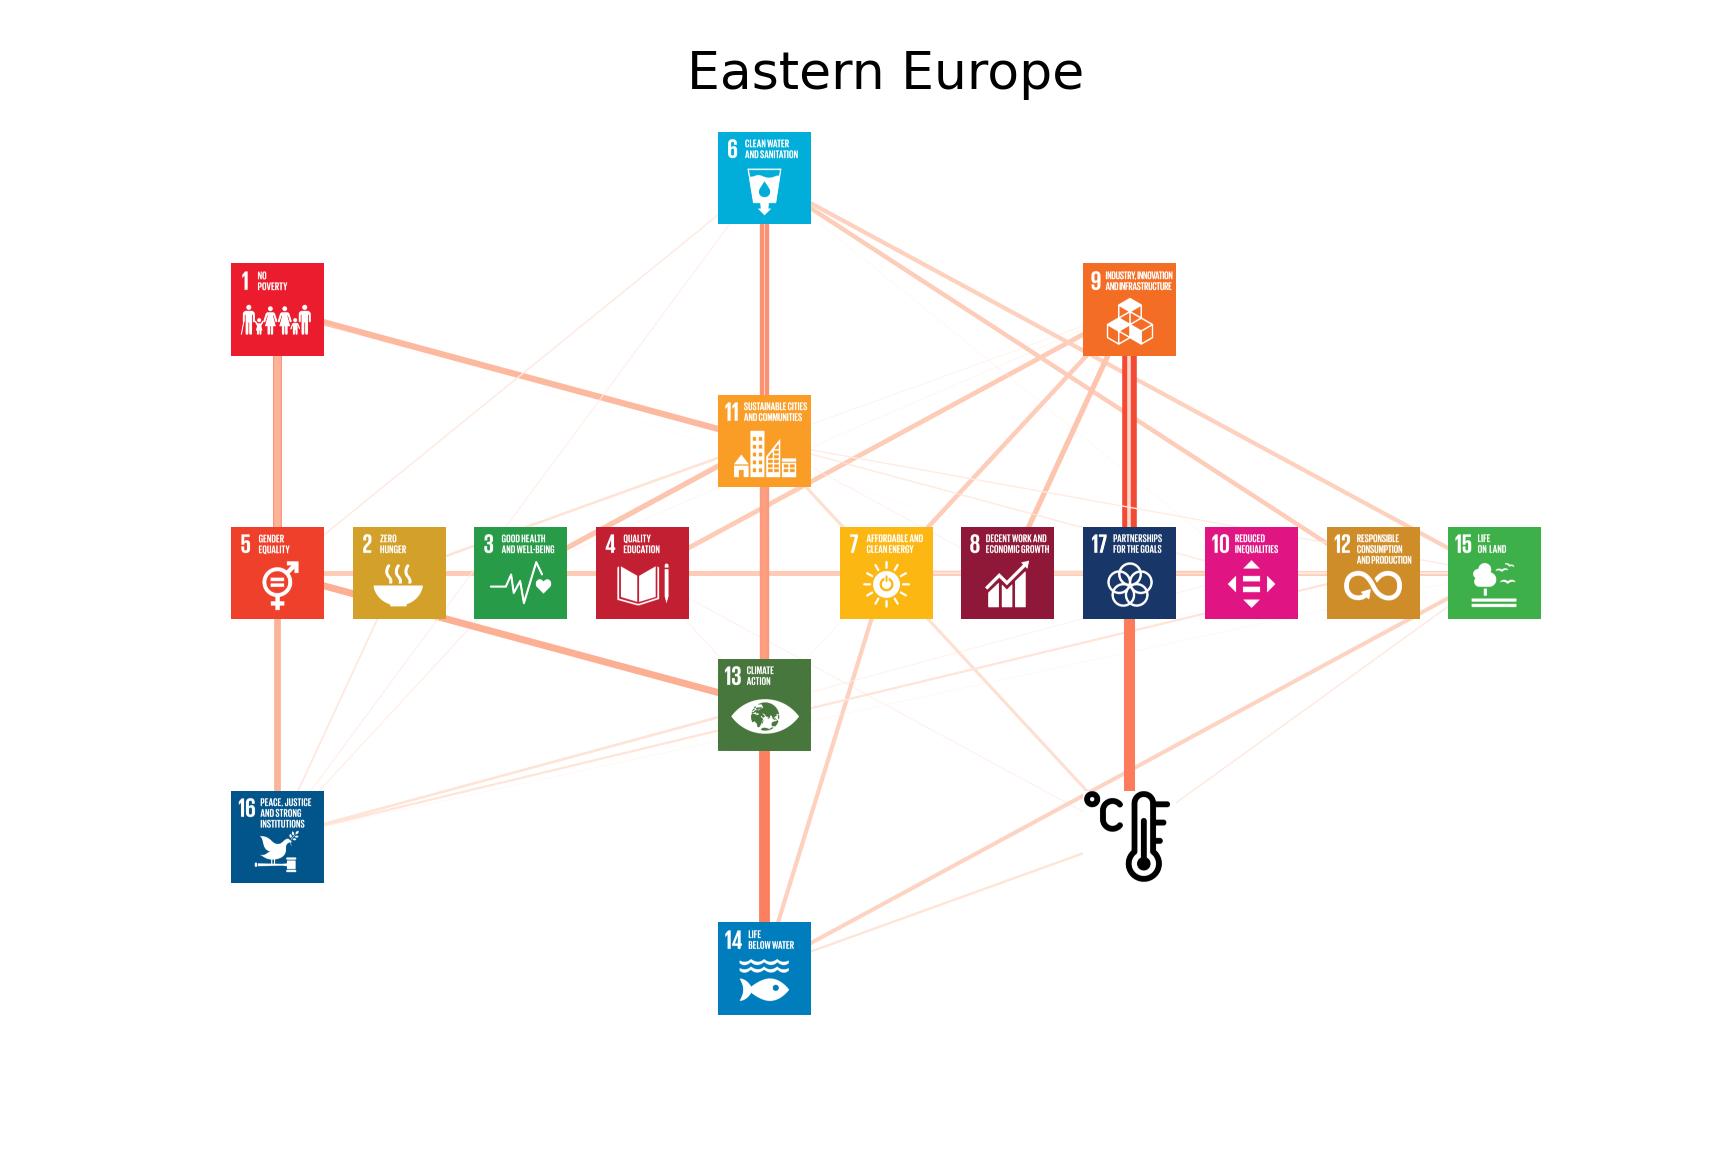 Eastern Europe
6 CLEAN WATER
AND SANITATION
1 NO
POVERTY
9 INDUSTRY, INNOVATION
AND INFRASTRUCTURE
11 SUSTAINABLE CITIES
AND COMMUNITIES
5 GENDER
EQUALITY
2 ZERO
HUNGER
3 GOOD HEALTH
AND WELL-BEING
4 QUALITY
EDUCATION
7 AFFORDABLE AND
CLEAN ENERGY
8 DECENT WORK AND
ECONOMIC GROWTH
17 PARTNERSHIPS
FOR THE GOALS
10 REDUCED
INEQUALITIES
12 RESPONSIBLE
CONSUMPTION
AND PRODUCTION
15 LIFE
ON LAND
13 CLIMATE
ACTION
16 PEACE, JUSTICE
AND STRONG
INSTITUTIONS
°C
14 LIFE
BELOW WATER